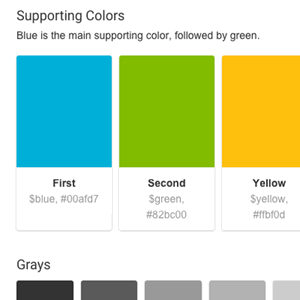 Supporting Colors
Blue is the main supporting color, followed by green.
First
$blue, #00afd7
Second
$green,
#82bc00
Yellow
$yellow,
#ffbf0d
Grays